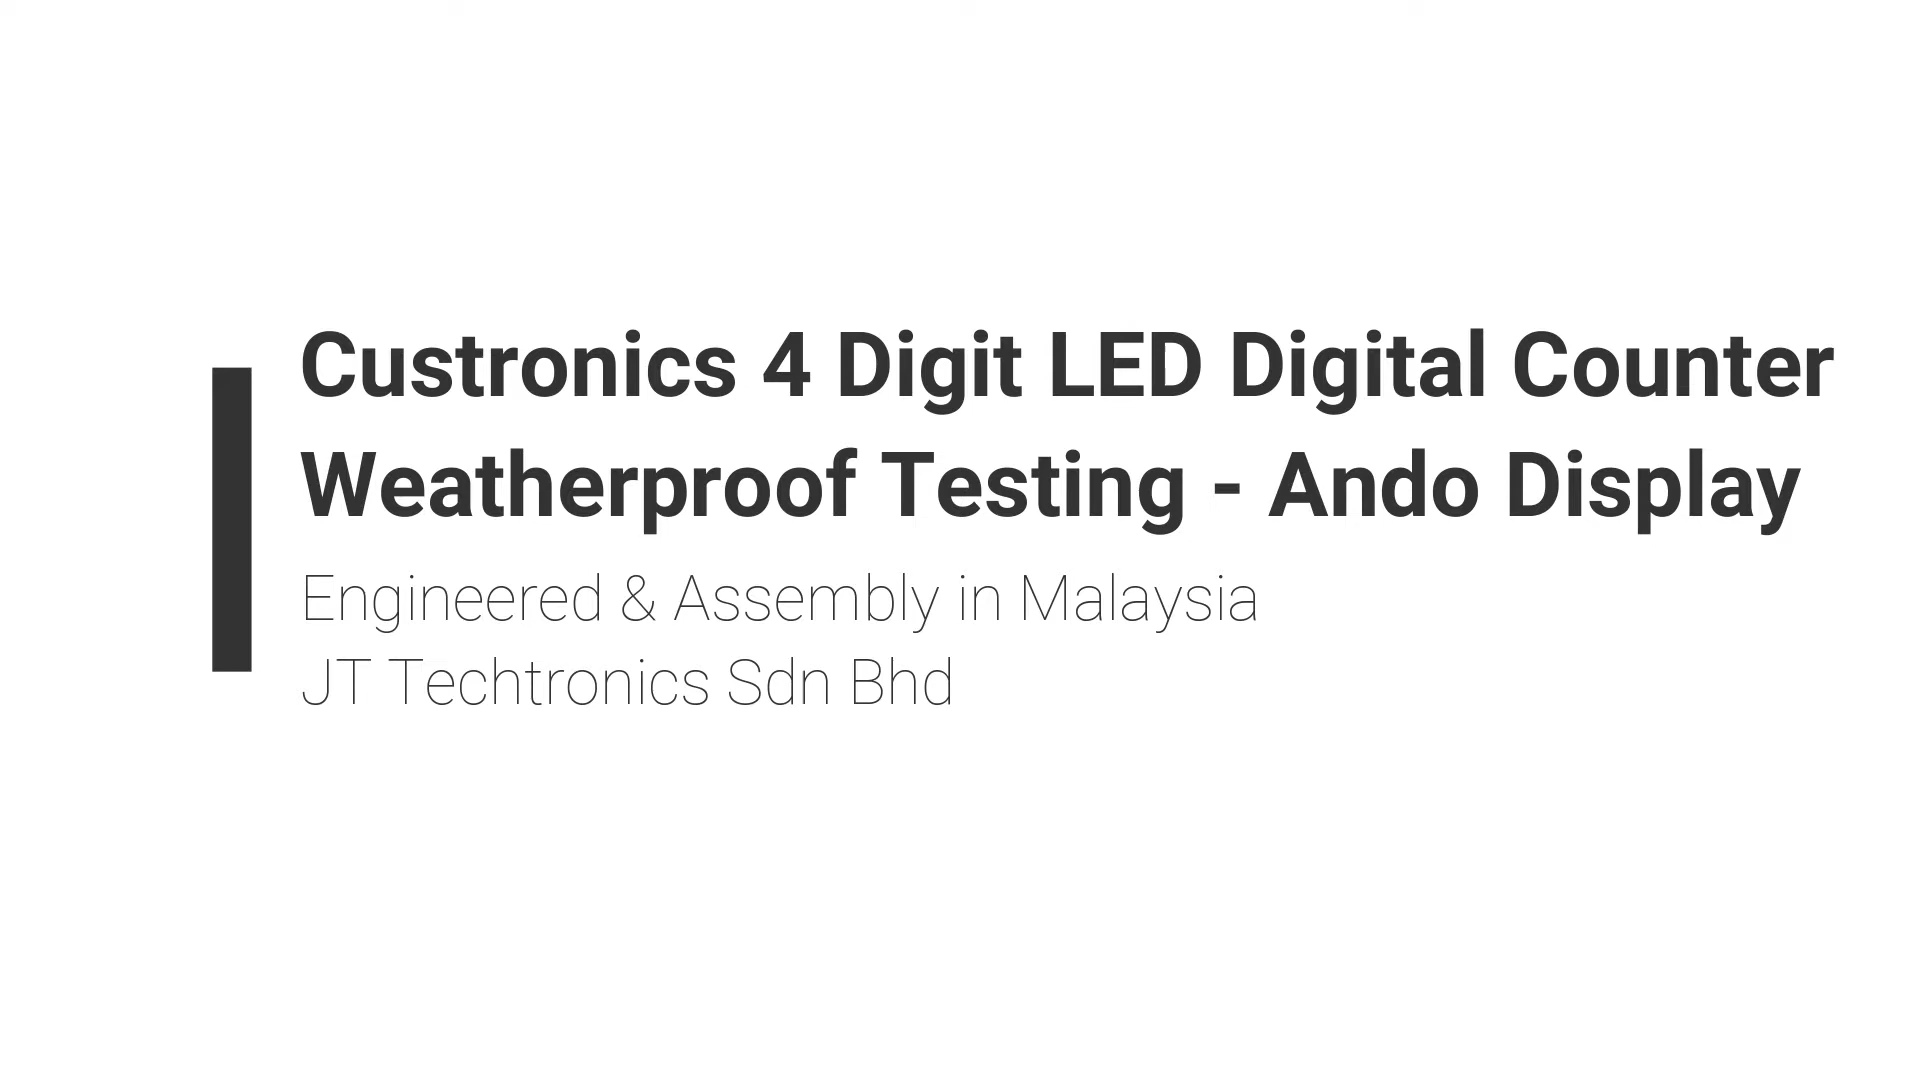 Custronics 4 Digit LED Digital Counter
Weatherproof Testing - Ando Display
Engineered & Assembly in Malaysia
JT Techtronics Sdn Bhd